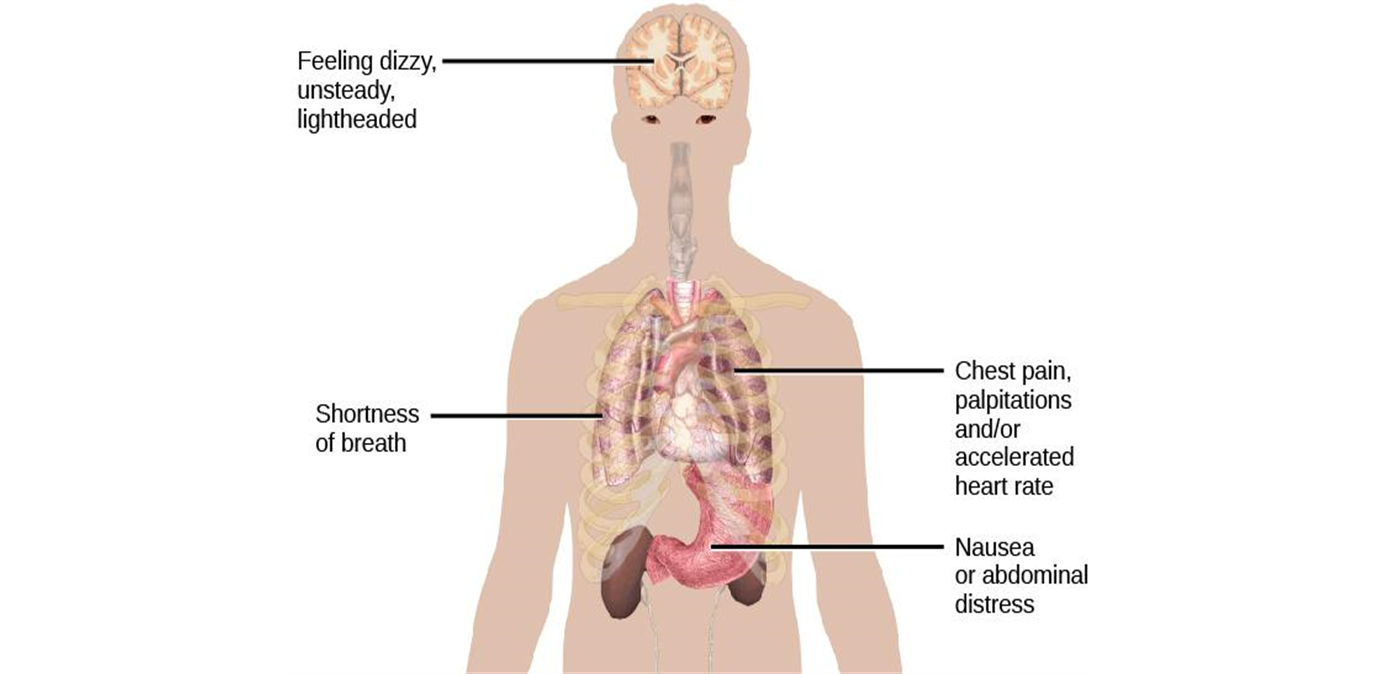 Feeling dizzy,
unsteady,
lightheaded
Shortness
of breath
Chest pain,
palpitations
and/or
accelerated
heart rate
Nausea
or abdominal
distress